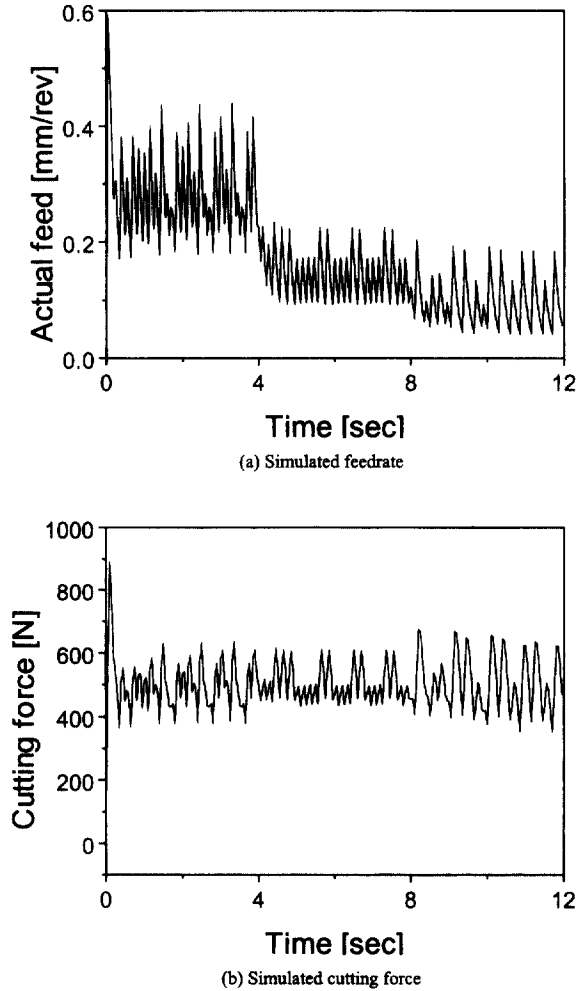 0.6
0.4
0.2
0.0
Actual feed [mm/rev]
0 4 8 12
Time [sec]
(a) Simulated feedrate
1000
800
600
400
200
0
Cutting force [N]
0 4 8 12
Time [sec]
(b) Simulated cutting force